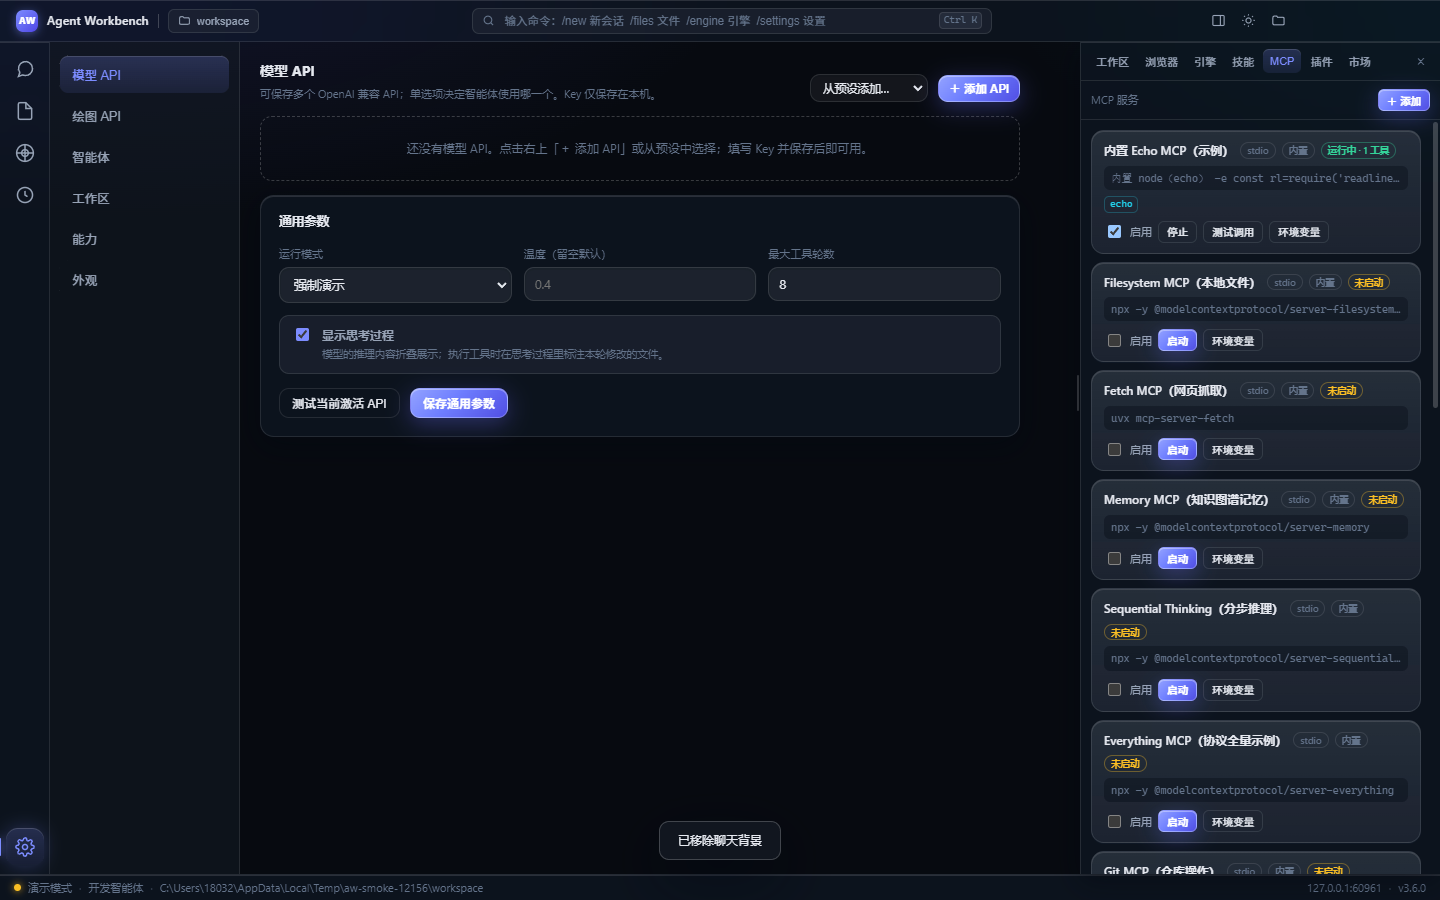 AW Agent Workbench workspace
输入命令：/new 新会话 /files 文件 /engine 引擎 /settings 设置 Ctrl K
模型 API
绘图 API
智能体
工作区
能力
外观
模型 API
可保存多个 OpenAI 兼容 API；单选项决定智能体使用哪一个。Key 仅保存在本机。
从预设添加...
+ 添加 API
还没有模型 API。点击右上「+ 添加 API」或从预设中选择；填写 Key 并保存后即可用。
通用参数
运行模式 温度（留空默认） 最大工具轮数
强制演示 0.4 8
显示思考过程
模型的推理内容折叠展示；执行工具时在思考过程里标注本轮修改的文件。
测试当前激活 API 保存通用参数
已移除聊天背景
工作区 浏览器 引擎 技能 MCP 插件 市场 ×
MCP 服务 + 添加
内置 Echo MCP（示例） stdio 内置 运行中 · 1 工具
内置 node（echo） -e const rl=require('readline…
echo
启用 停止 测试调用 环境变量
Filesystem MCP（本地文件） stdio 内置 未启动
npx -y @modelcontextprotocol/server-filesystem…
启用 启动 环境变量
Fetch MCP（网页抓取） stdio 内置 未启动
uvx mcp-server-fetch
启用 启动 环境变量
Memory MCP（知识图谱记忆） stdio 内置 未启动
npx -y @modelcontextprotocol/server-memory
启用 启动 环境变量
Sequential Thinking（分步推理） stdio 内置
未启动
npx -y @modelcontextprotocol/server-sequential…
启用 启动 环境变量
Everything MCP（协议全量示例） stdio 内置
未启动
npx -y @modelcontextprotocol/server-everything
启用 启动 环境变量
Git MCP（仓库操作） stdio 内置 未启动
演示模式 · 开发智能体 · C:\Users\18032\AppData\Local\Temp\aw-smoke-12156\workspace
127.0.0.1:60961 · v3.6.0